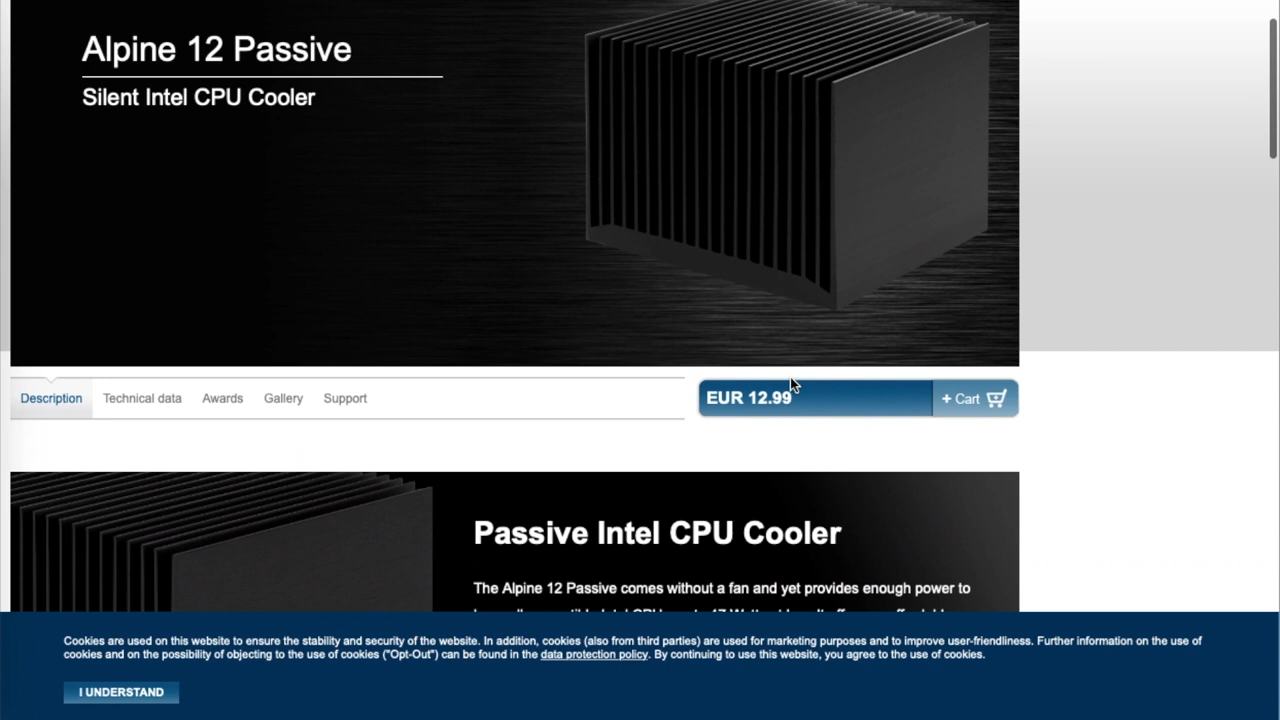 Alpine 12 Passive
Silent Intel CPU Cooler
Description Technical data Awards Gallery Support EUR 12.99 + Cart
Passive Intel CPU Cooler
The Alpine 12 Passive comes without a fan and yet provides enough power to
Cookies are used on this website to ensure the stability and security of the website. In addition, cookies (also from third parties) are used for marketing purposes and to improve user-friendliness. Further information on the use of
cookies and on the possibility of objecting to the use of cookies ("Opt-Out") can be found in the data protection policy. By continuing to use this website, you agree to the use of cookies.
I UNDERSTAND